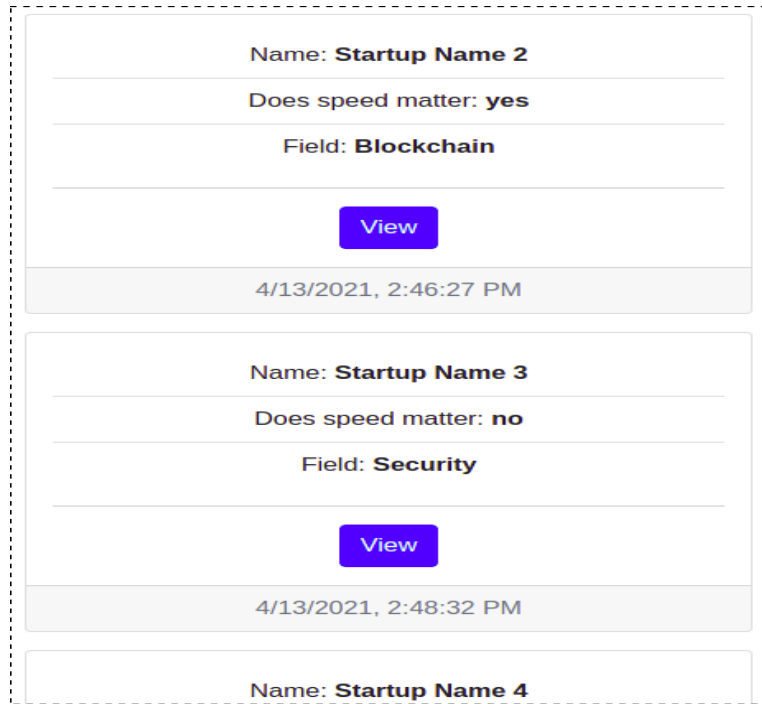 Name: Startup Name 2
Does speed matter: yes
Field: Blockchain
View
4/13/2021, 2:46:27 PM
Name: Startup Name 3
Does speed matter: no
Field: Security
View
4/13/2021, 2:48:32 PM
Name: Startup Name 4